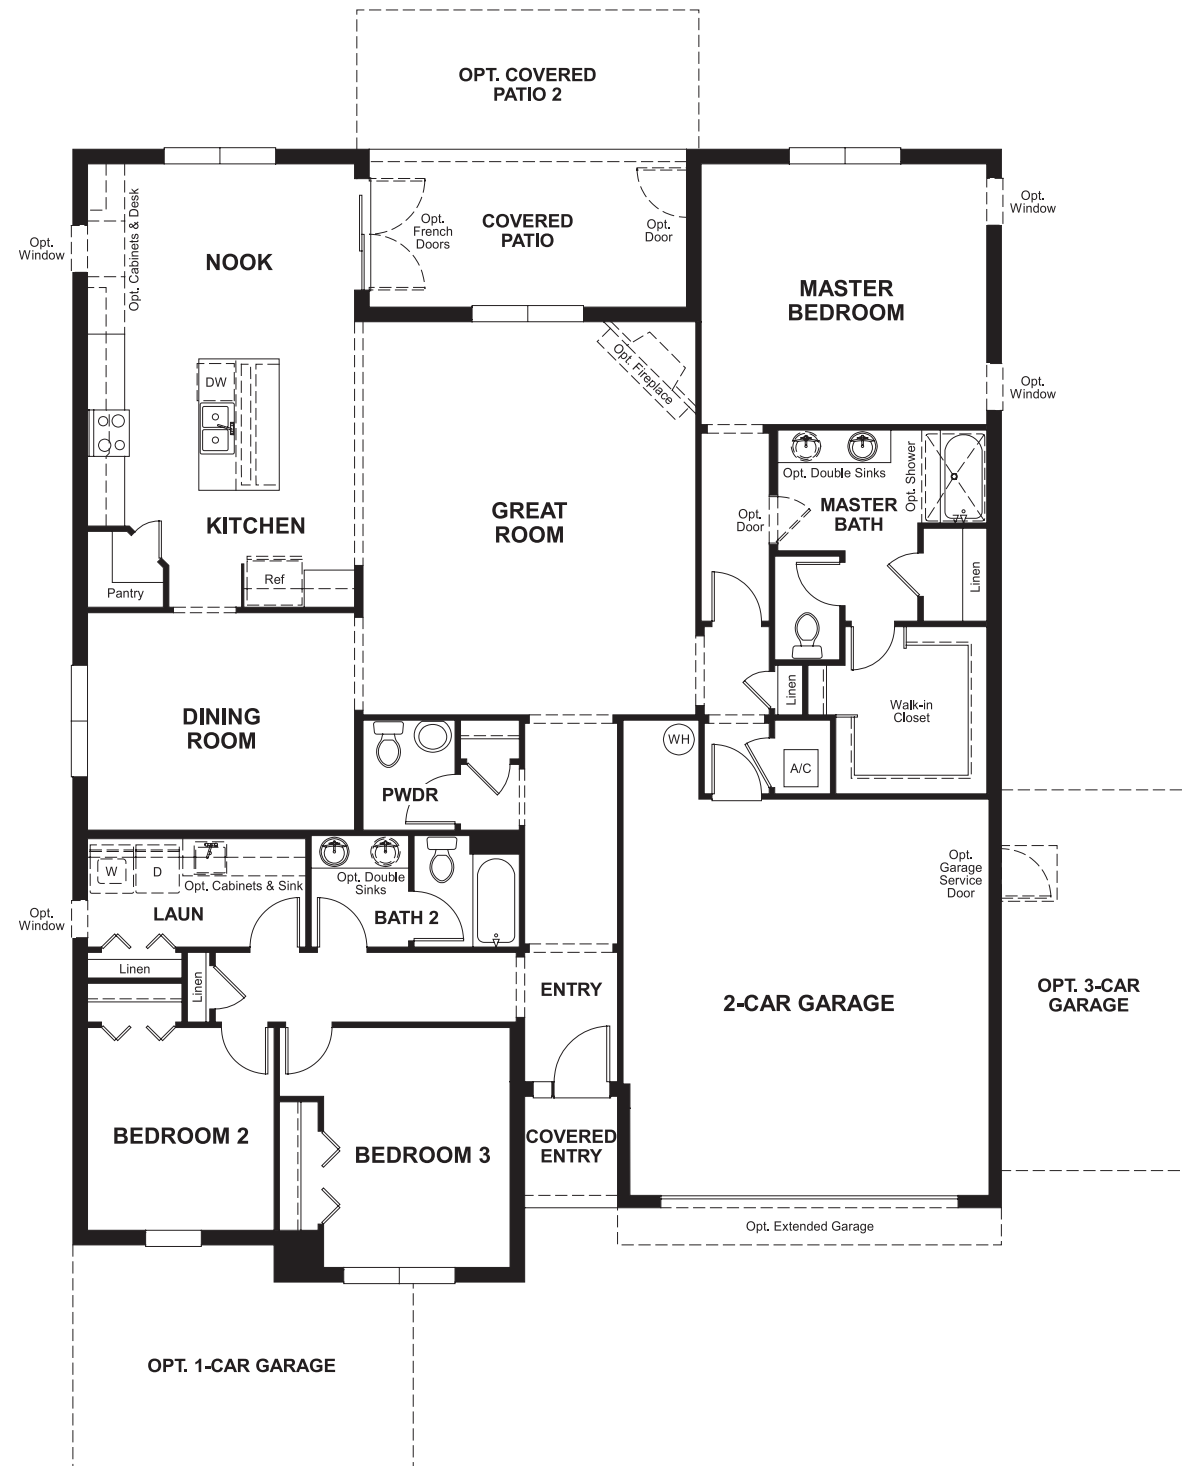 OPT. COVERED
PATIO 2
Opt.
Window
Opt. Cabinets & Desk
NOOK
Opt.
French
Doors
COVERED
PATIO
Opt.
Door
Opt.
Window
MASTER
BEDROOM
Opt. Fireplace
Opt.
Window
DW
KITCHEN
GREAT
ROOM
Opt. Double Sinks
Opt. Shower
Opt.
Door
MASTER
BATH
Pantry
Ref
Linen
Linen
Walk-in
Closet
DINING
ROOM
WH
A/C
PWDR
W
D
Opt. Cabinets & Sink
Opt. Double
Sinks
Opt.
Garage
Service
Door
Opt.
Window
LAUN
BATH 2
Linen
Linen
ENTRY
2-CAR GARAGE
OPT. 3-CAR
GARAGE
BEDROOM 2
BEDROOM 3
COVERED
ENTRY
Opt. Extended Garage
OPT. 1-CAR GARAGE